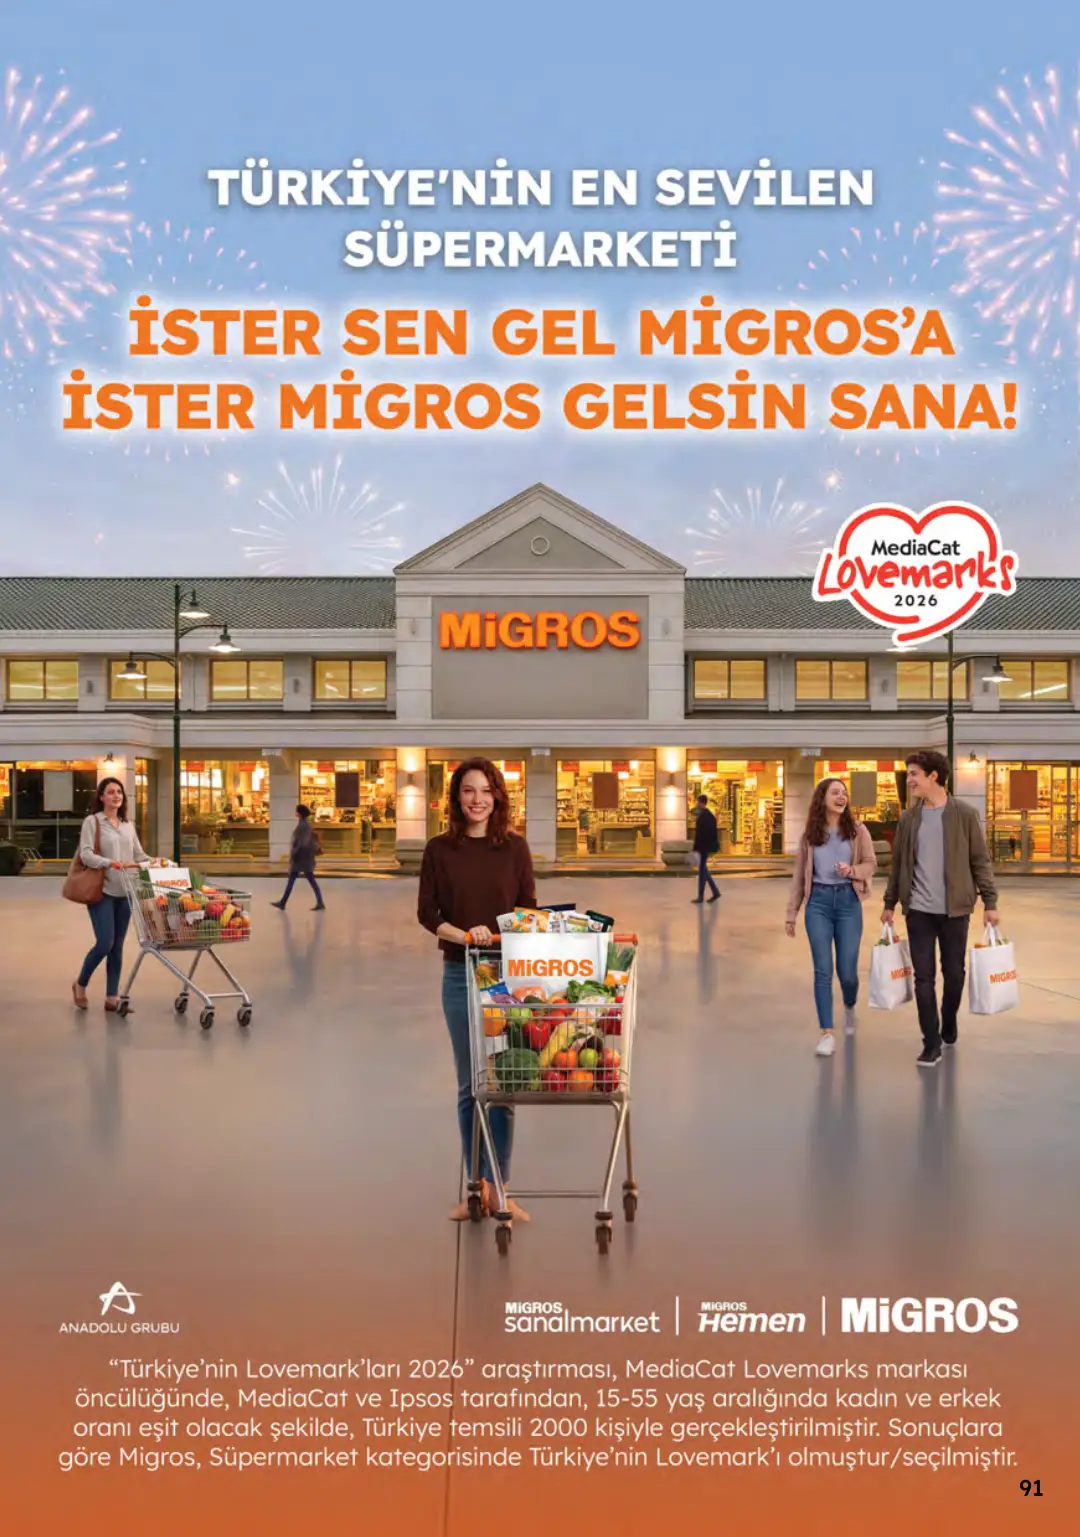 TÜRKİYE'NİN EN SEVİLEN
SÜPERMARKETİ
İSTER SEN GEL MİGROS'A
İSTER MİGROS GELSİN SANA!
MediaCat
Lovemarks
2026
MiGROS
MIGROS
MiGROS
MIGROS
MIGROS
ANADOLU GRUBU
MiGROS sanalmarket | MiGROS Hemen | MiGROS
“Türkiye’nin Lovemark’ları 2026” araştırması, MediaCat Lovemarks markası
öncülüğünde, MediaCat ve Ipsos tarafından, 15-55 yaş aralığında kadın ve erkek
oranı eşit olacak şekilde, Türkiye temsili 2000 kişiyle gerçekleştirilmiştir. Sonuçlara
göre Migros, Süpermarket kategorisinde Türkiye’nin Lovemark’ı olmuştur/seçilmiştir.
91